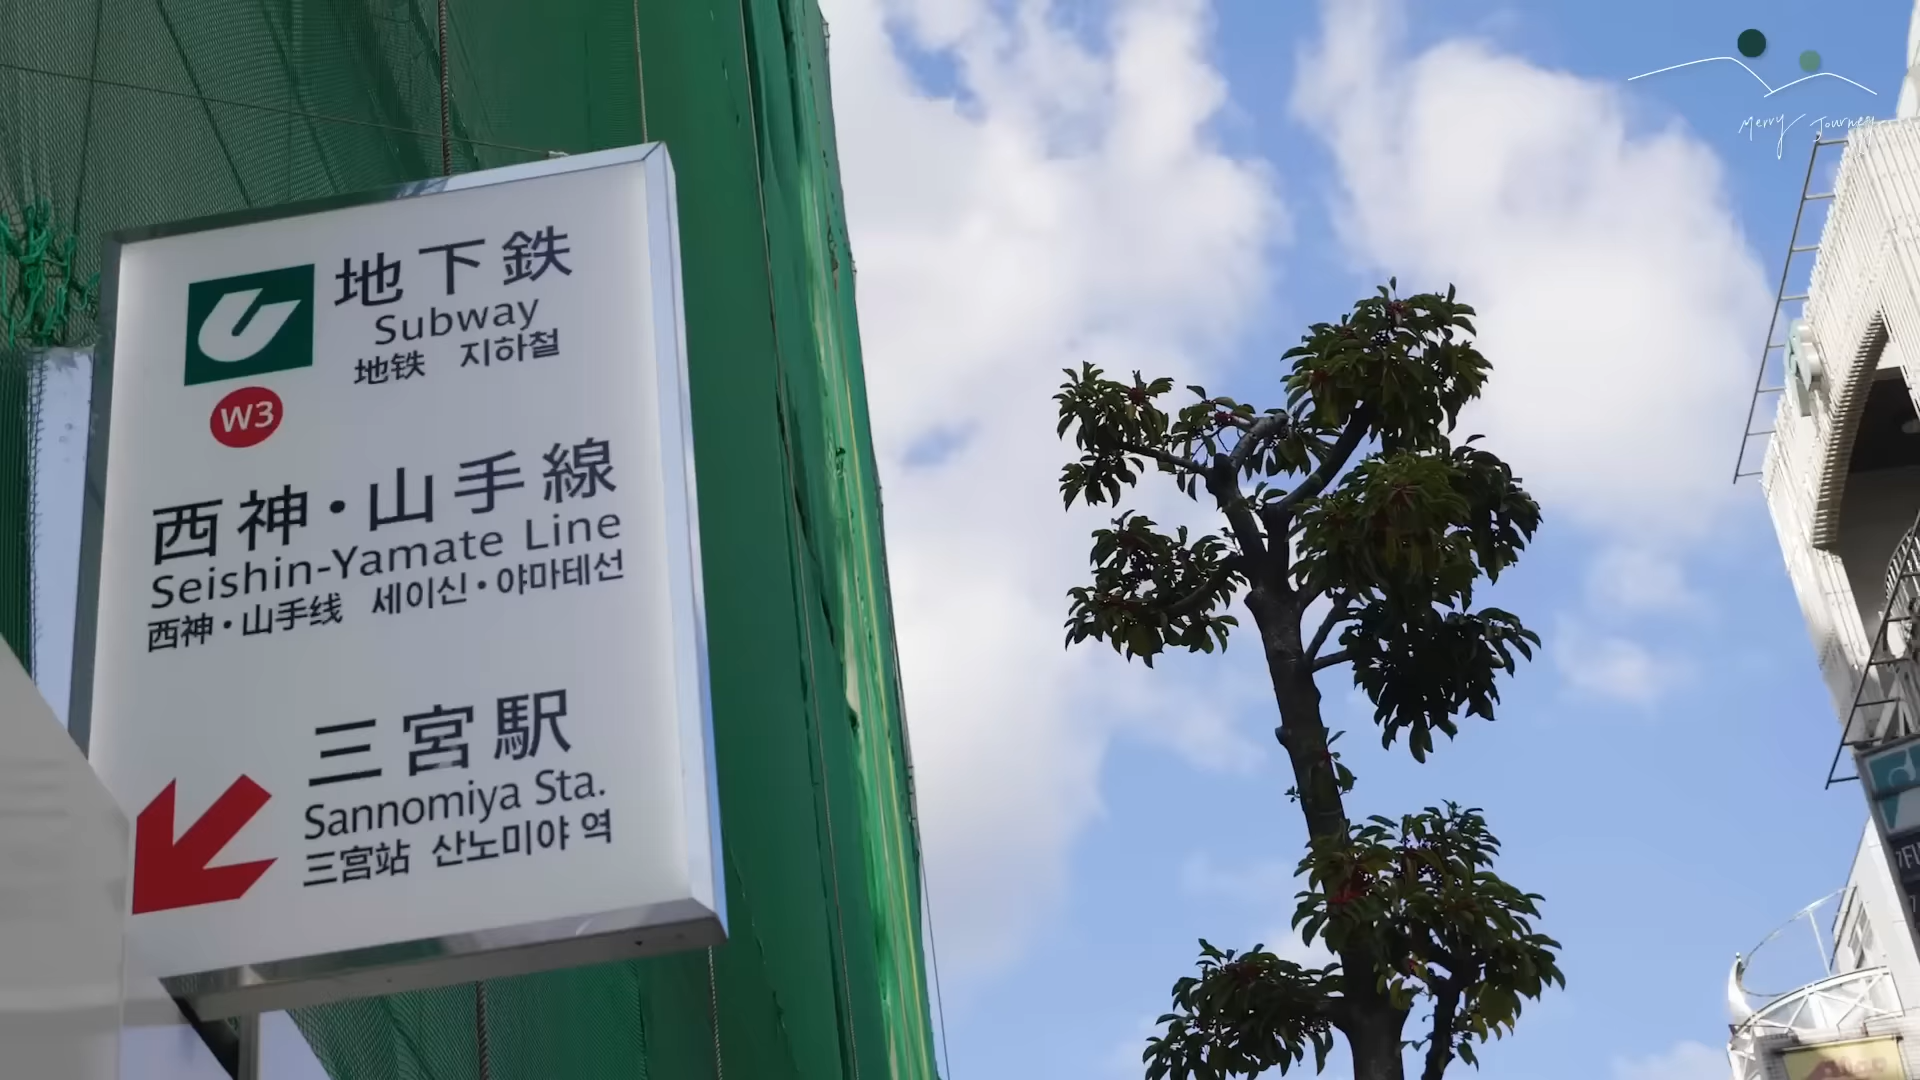 地下鉄
Subway
地铁 지하철
W3
西神・山手線
Seishin-Yamate Line
西神・山手线 세이신・야마테선
三宮駅
Sannomiya Sta.
三宫站 산노미야 역
Merry Journey